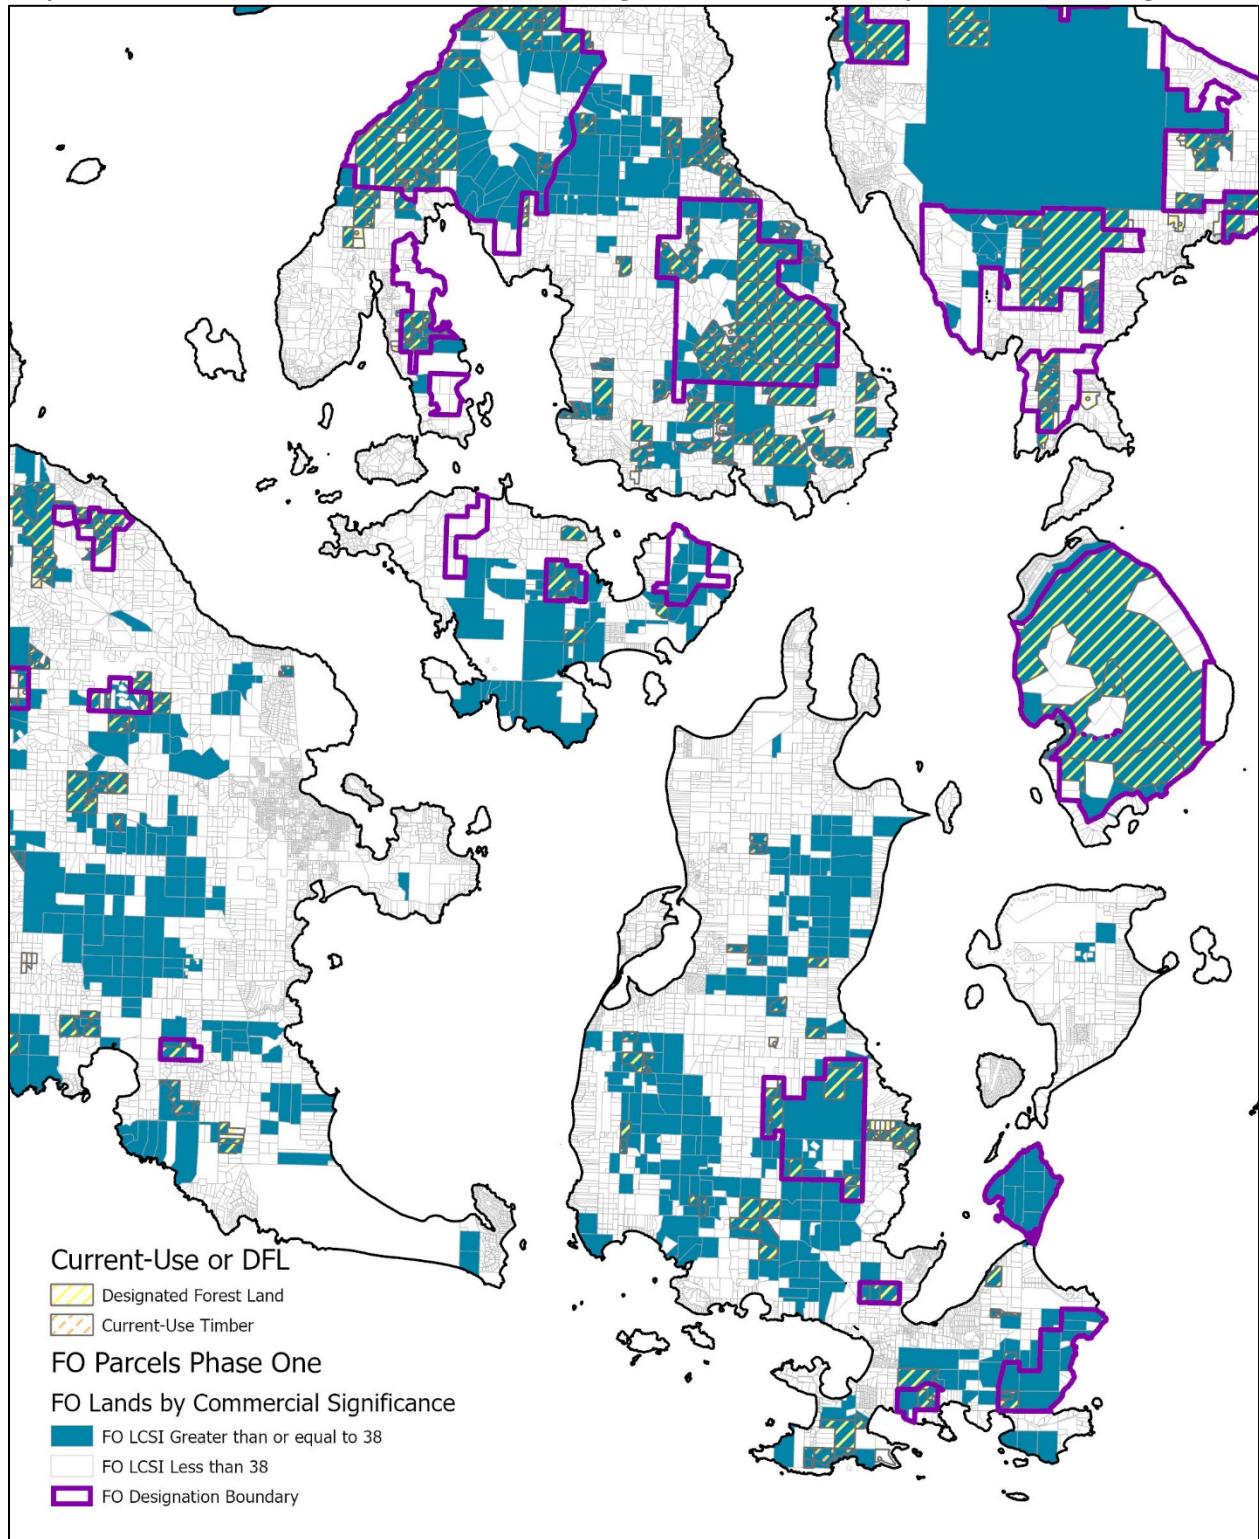 Current-Use or DFL
Designated Forest Land
Current-Use Timber
FO Parcels Phase One
FO Lands by Commercial Significance
FO LCSI Greater than or equal to 38
FO LCSI Less than 38
FO Designation Boundary